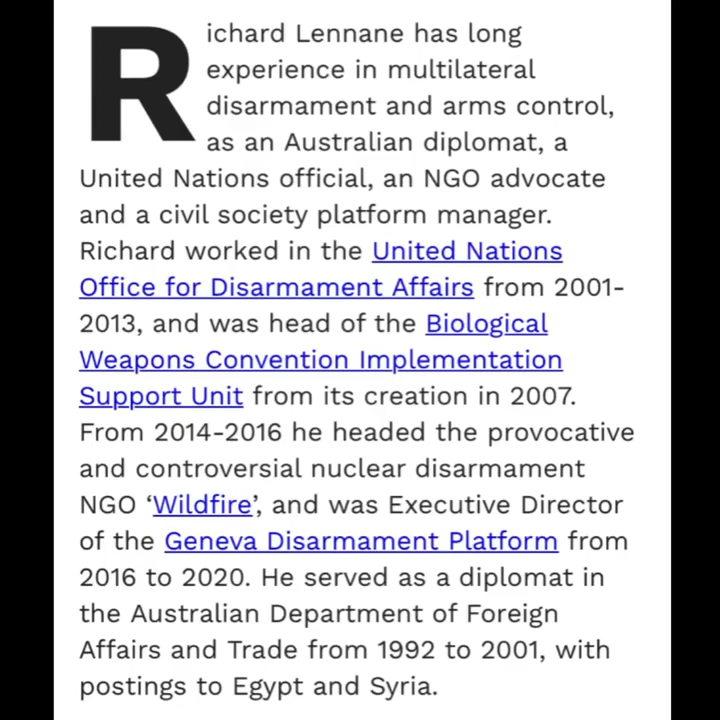 Richard Lennane has long
experience in multilateral
disarmament and arms control,
as an Australian diplomat, a
United Nations official, an NGO advocate
and a civil society platform manager.
Richard worked in the United Nations
Office for Disarmament Affairs from 2001-
2013, and was head of the Biological
Weapons Convention Implementation
Support Unit from its creation in 2007.
From 2014-2016 he headed the provocative
and controversial nuclear disarmament
NGO ‘Wildfire’, and was Executive Director
of the Geneva Disarmament Platform from
2016 to 2020. He served as a diplomat in
the Australian Department of Foreign
Affairs and Trade from 1992 to 2001, with
postings to Egypt and Syria.